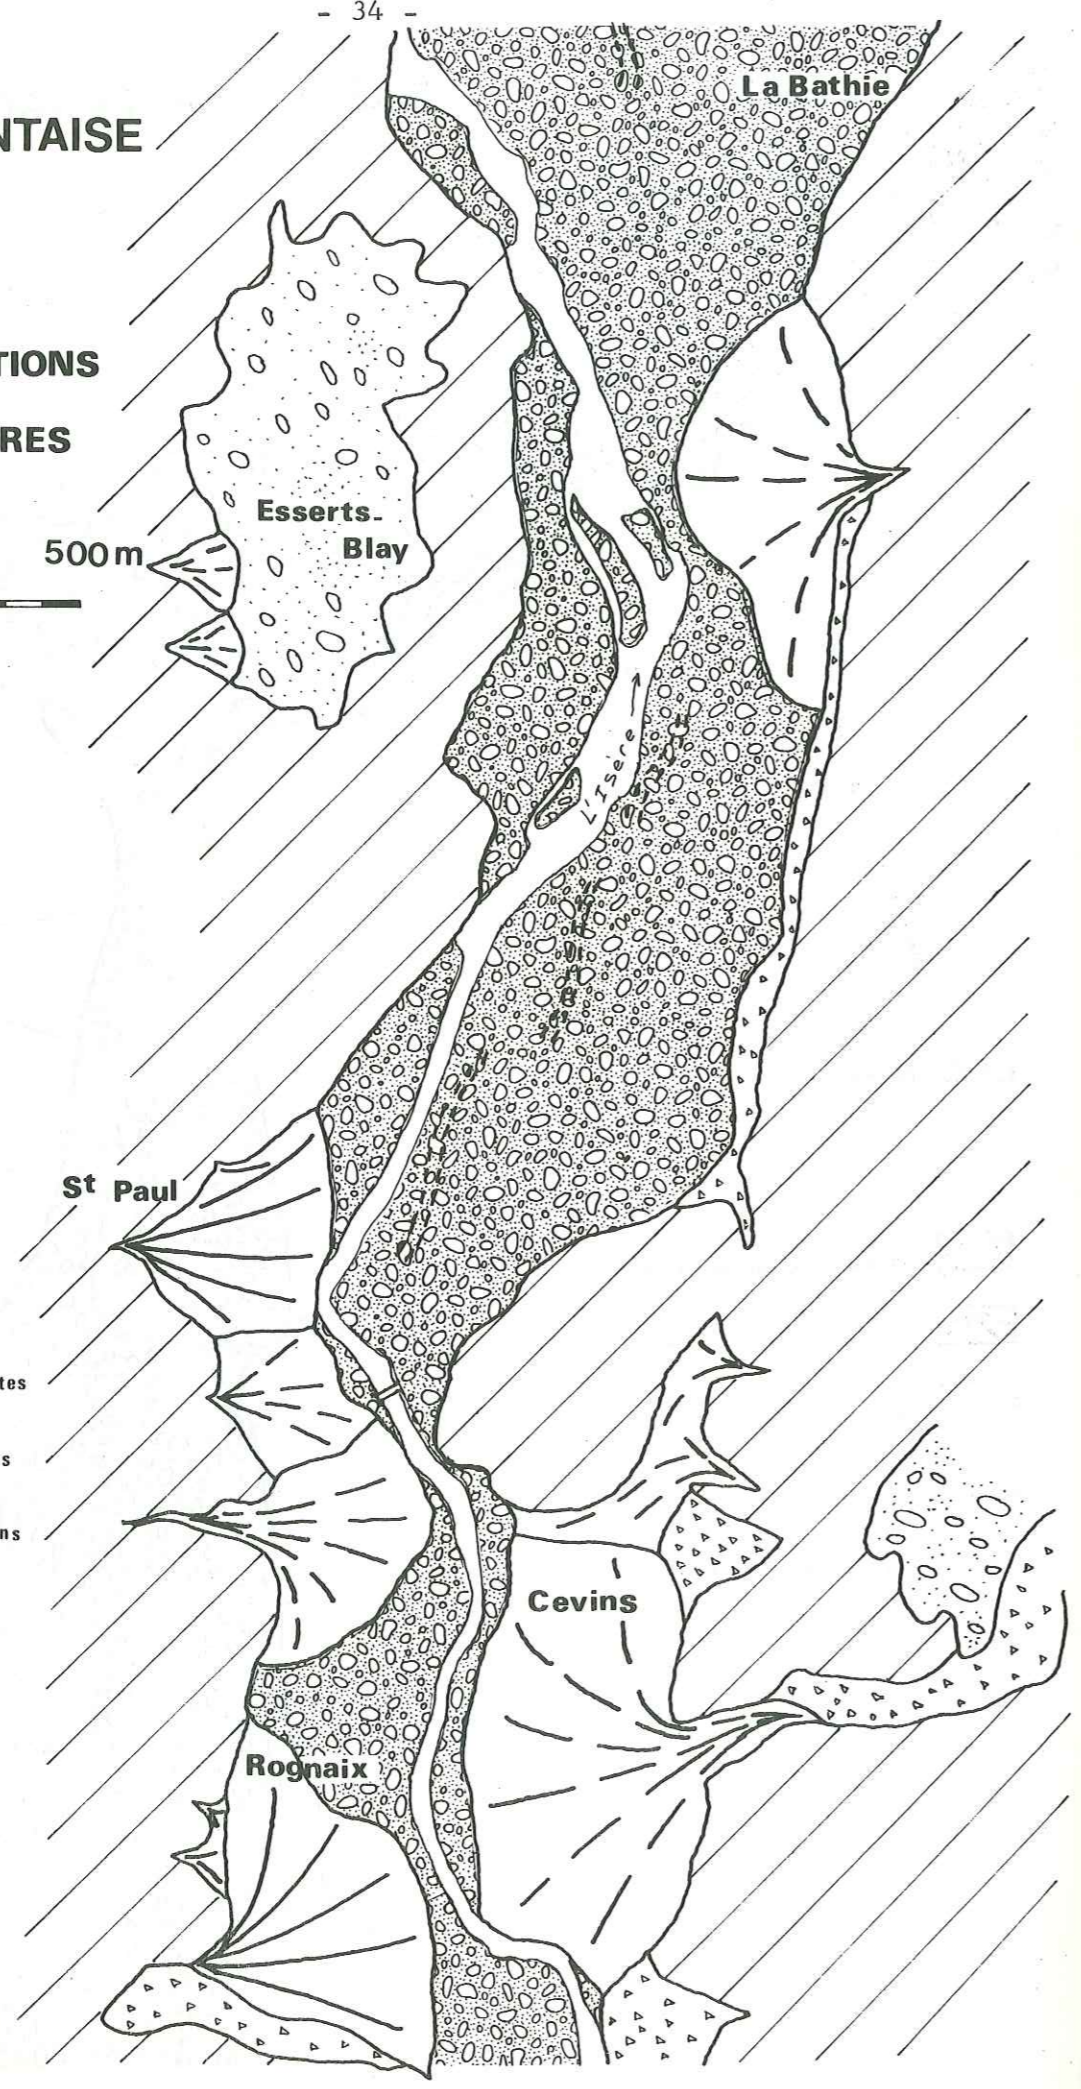 - 34 -
La Bathie
NTAISE
TIONS
RES
Esserts-
Blay
500 m
L'Isère
St Paul
tes
s
ns
Cevins
Rognaix